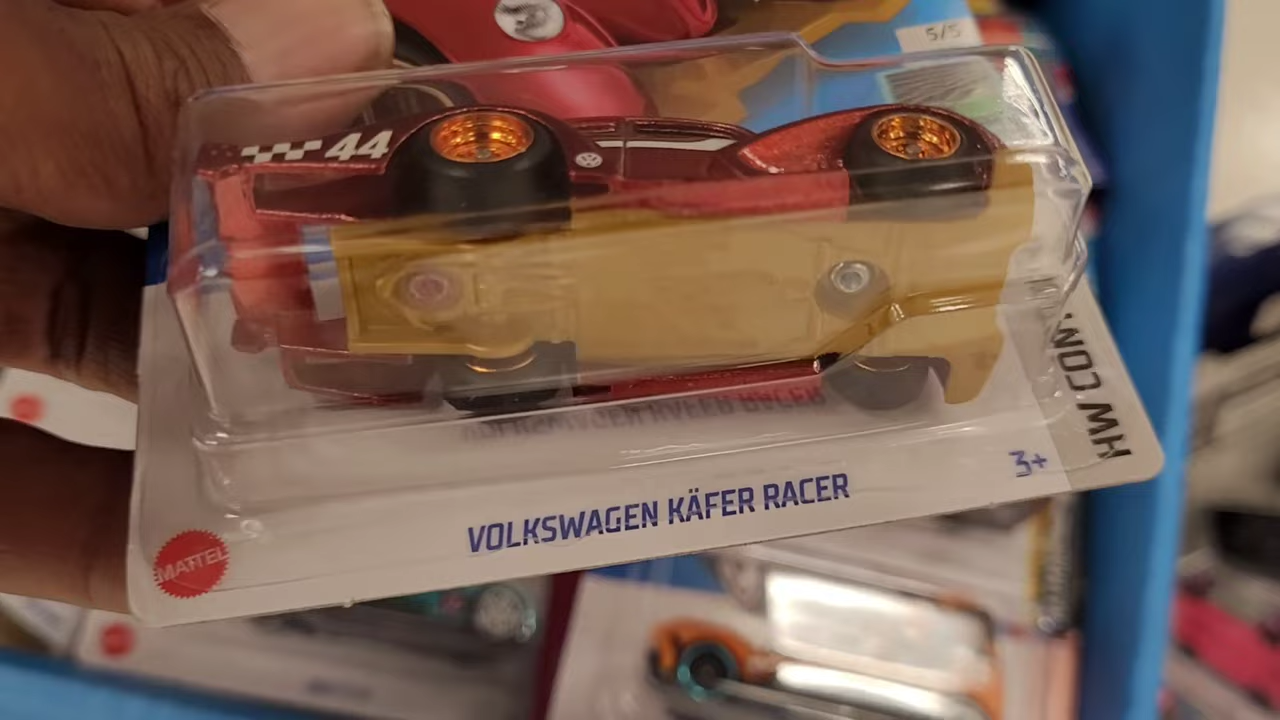 5/5
44
HW CON
3+
VOLKSWAGEN KÄFER RACER
MATTEL